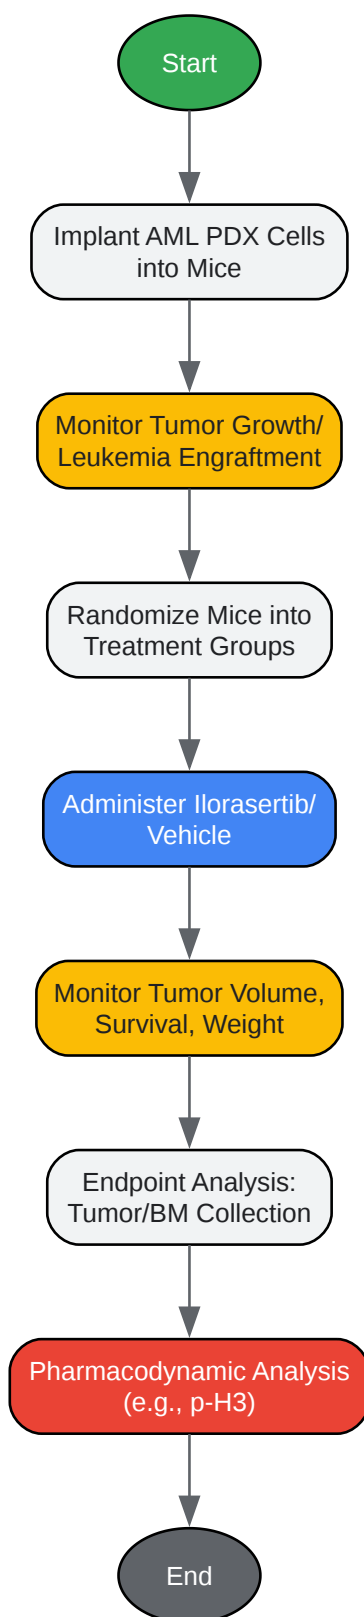 Start
Implant AML PDX Cells
into Mice
Monitor Tumor Growth/
Leukemia Engraftment
Randomize Mice into
Treatment Groups
Administer Ilorasertib/
Vehicle
Monitor Tumor Volume,
Survival, Weight
Endpoint Analysis:
Tumor/BM Collection
Pharmacodynamic Analysis
(e.g., p-H3)
End